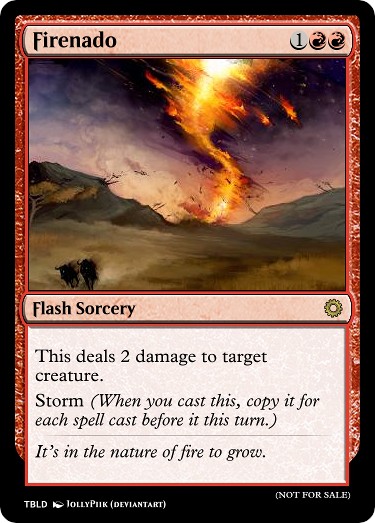 Firenado 1
Flash Sorcery
This deals 2 damage to target
creature.
Storm (When you cast this, copy it for
each spell cast before it this turn.)
It's in the nature of fire to grow.
(NOT FOR SALE)
TBLD JollyPiik (deviantart)